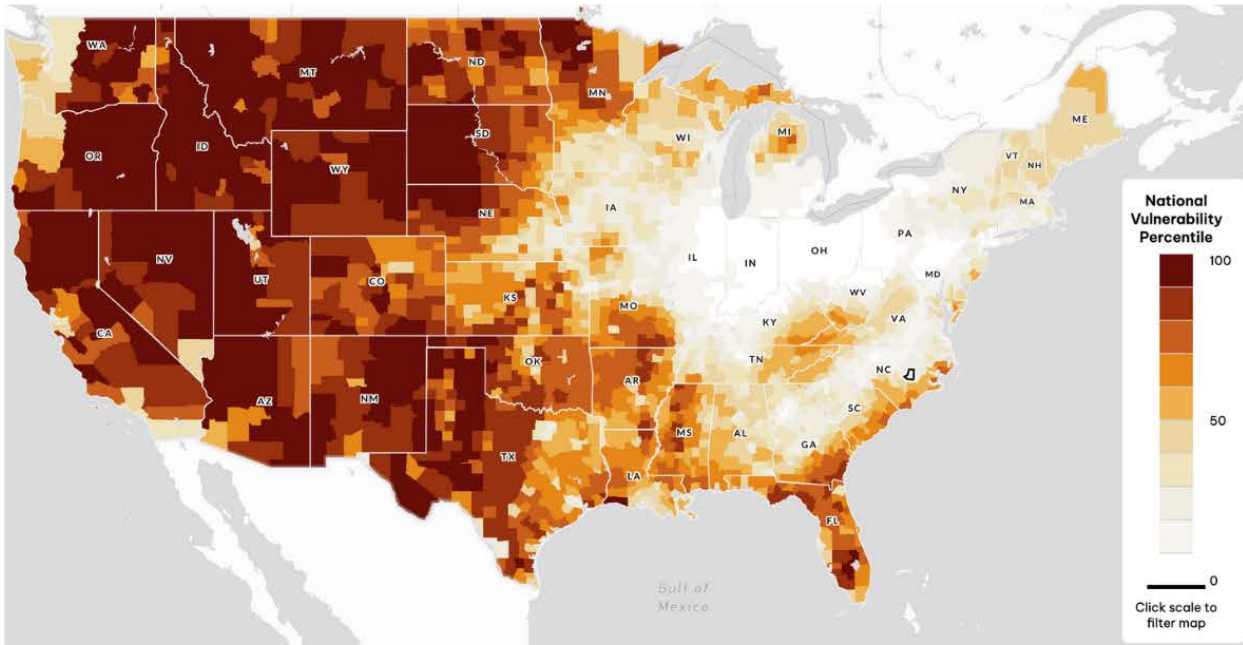 WA
MT
ND
MN
OR
ID
SD
WI
MI
ME
VT
NH
WY
NY
MA
NE
IA
PA
NV
UT
CO
IL
IN
OH
MD
KS
WV
CA
MO
KY
VA
OK
TN
NC
AZ
NM
AR
SC
MS
AL
GA
TX
LA
FL
Gulf of
Mexico
National
Vulnerability
Percentile
100
50
0
Click scale to
filter map